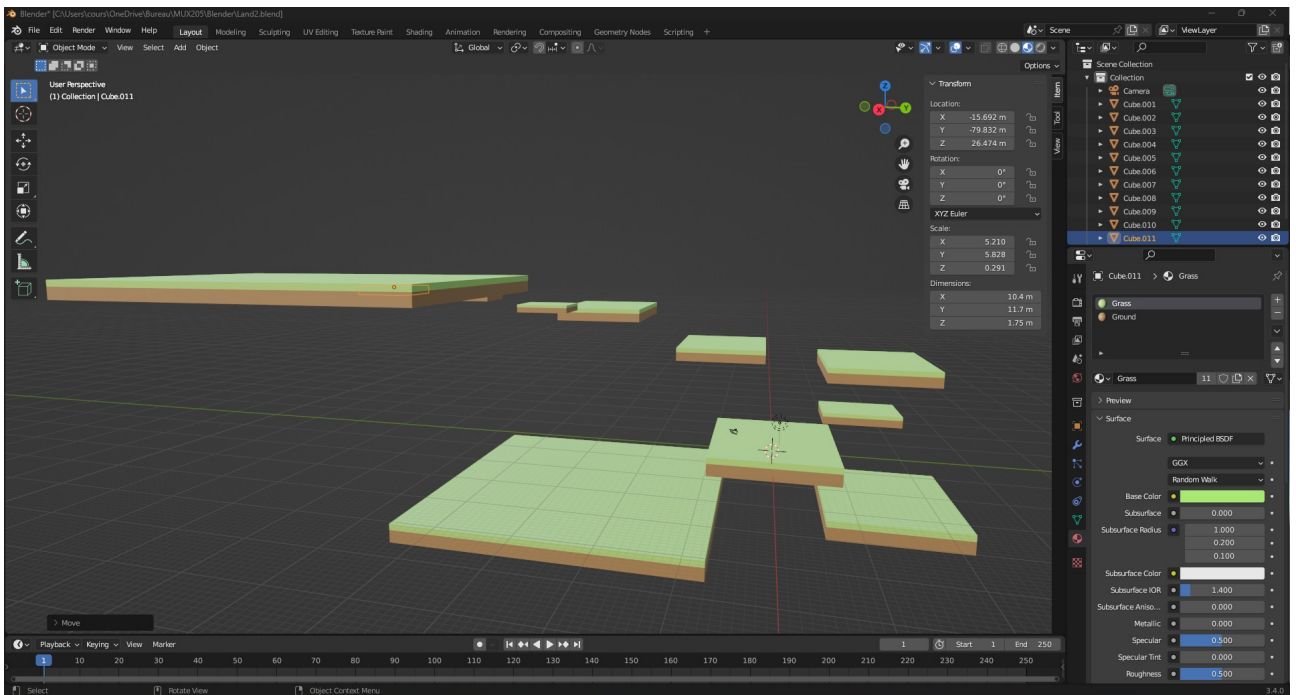 Blender* [C:\Users\cours\OneDrive\Bureau\MUX205\Blender\Land2.blend]
File Edit Render Window Help Layout Modeling Sculpting UV Editing Texture Paint Shading Animation Rendering Compositing Geometry Nodes Scripting + Scene ViewLayer
Object Mode View Select Add Object Global
Options
User Perspective
(1) Collection | Cube.011
Z
X
Y
Transform
Location:
X -15.692 m
Y -79.832 m
Z 26.474 m
Rotation:
X 0°
Y 0°
Z 0°
XYZ Euler
Scale:
X 5.210
Y 5.828
Z 0.291
Dimensions:
X 10.4 m
Y 11.7 m
Z 1.75 m
Item
Tool
View
Scene Collection
Collection
Camera
Cube.001
Cube.002
Cube.003
Cube.004
Cube.005
Cube.006
Cube.007
Cube.008
Cube.009
Cube.010
Cube.011
Cube.011 > Grass
Grass
Ground
Grass 11
Preview
Surface
Surface Principled BSDF
GGX
Random Walk
Base Color
Subsurface 0.000
Subsurface Radius 1.000
0.200
0.100
Subsurface Color
Subsurface IOR 1.400
Subsurface Aniso... 0.000
Metallic 0.000
Specular 0.500
Specular Tint 0.000
Roughness 0.500
> Move
Playback Keying View Marker 1 Start 1 End 250
1 10 20 30 40 50 60 70 80 90 100 110 120 130 140 150 160 170 180 190 200 210 220 230 240 250
Select Rotate View Object Context Menu 3.4.0